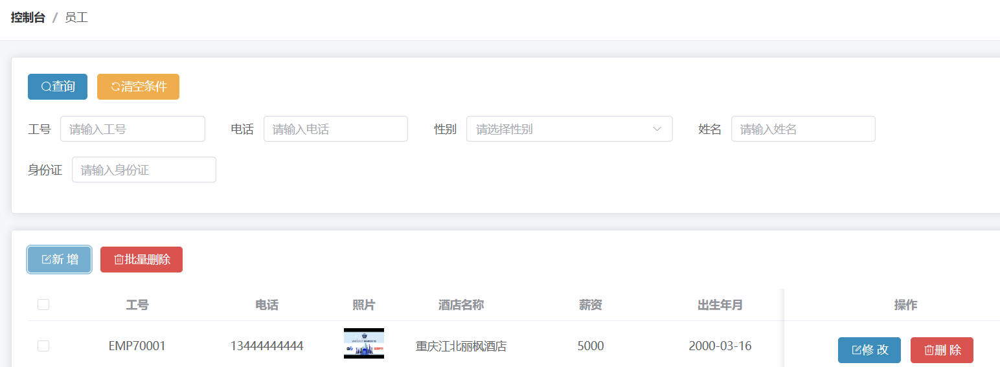 控制台 / 员工
查询 清空条件
工号 请输入工号 电话 请输入电话 性别 请选择性别 姓名 请输入姓名
身份证 请输入身份证
新 增 批量删除
工号 电话 照片 酒店名称 薪资 出生年月 操作
EMP70001 13444444444 重庆江北丽枫酒店 5000 2000-03-16 修 改 删 除